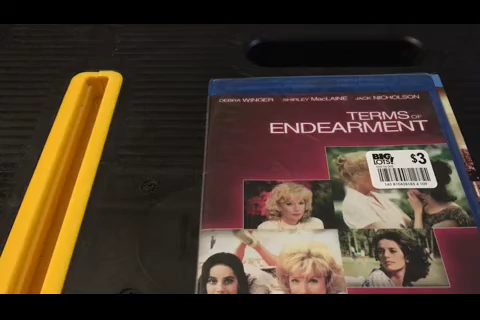 DEBRA WINGER SHIRLEY MacLAINE JACK NICHOLSON
TERMS OF
ENDEARMENT
BIG
LOTS!
$3